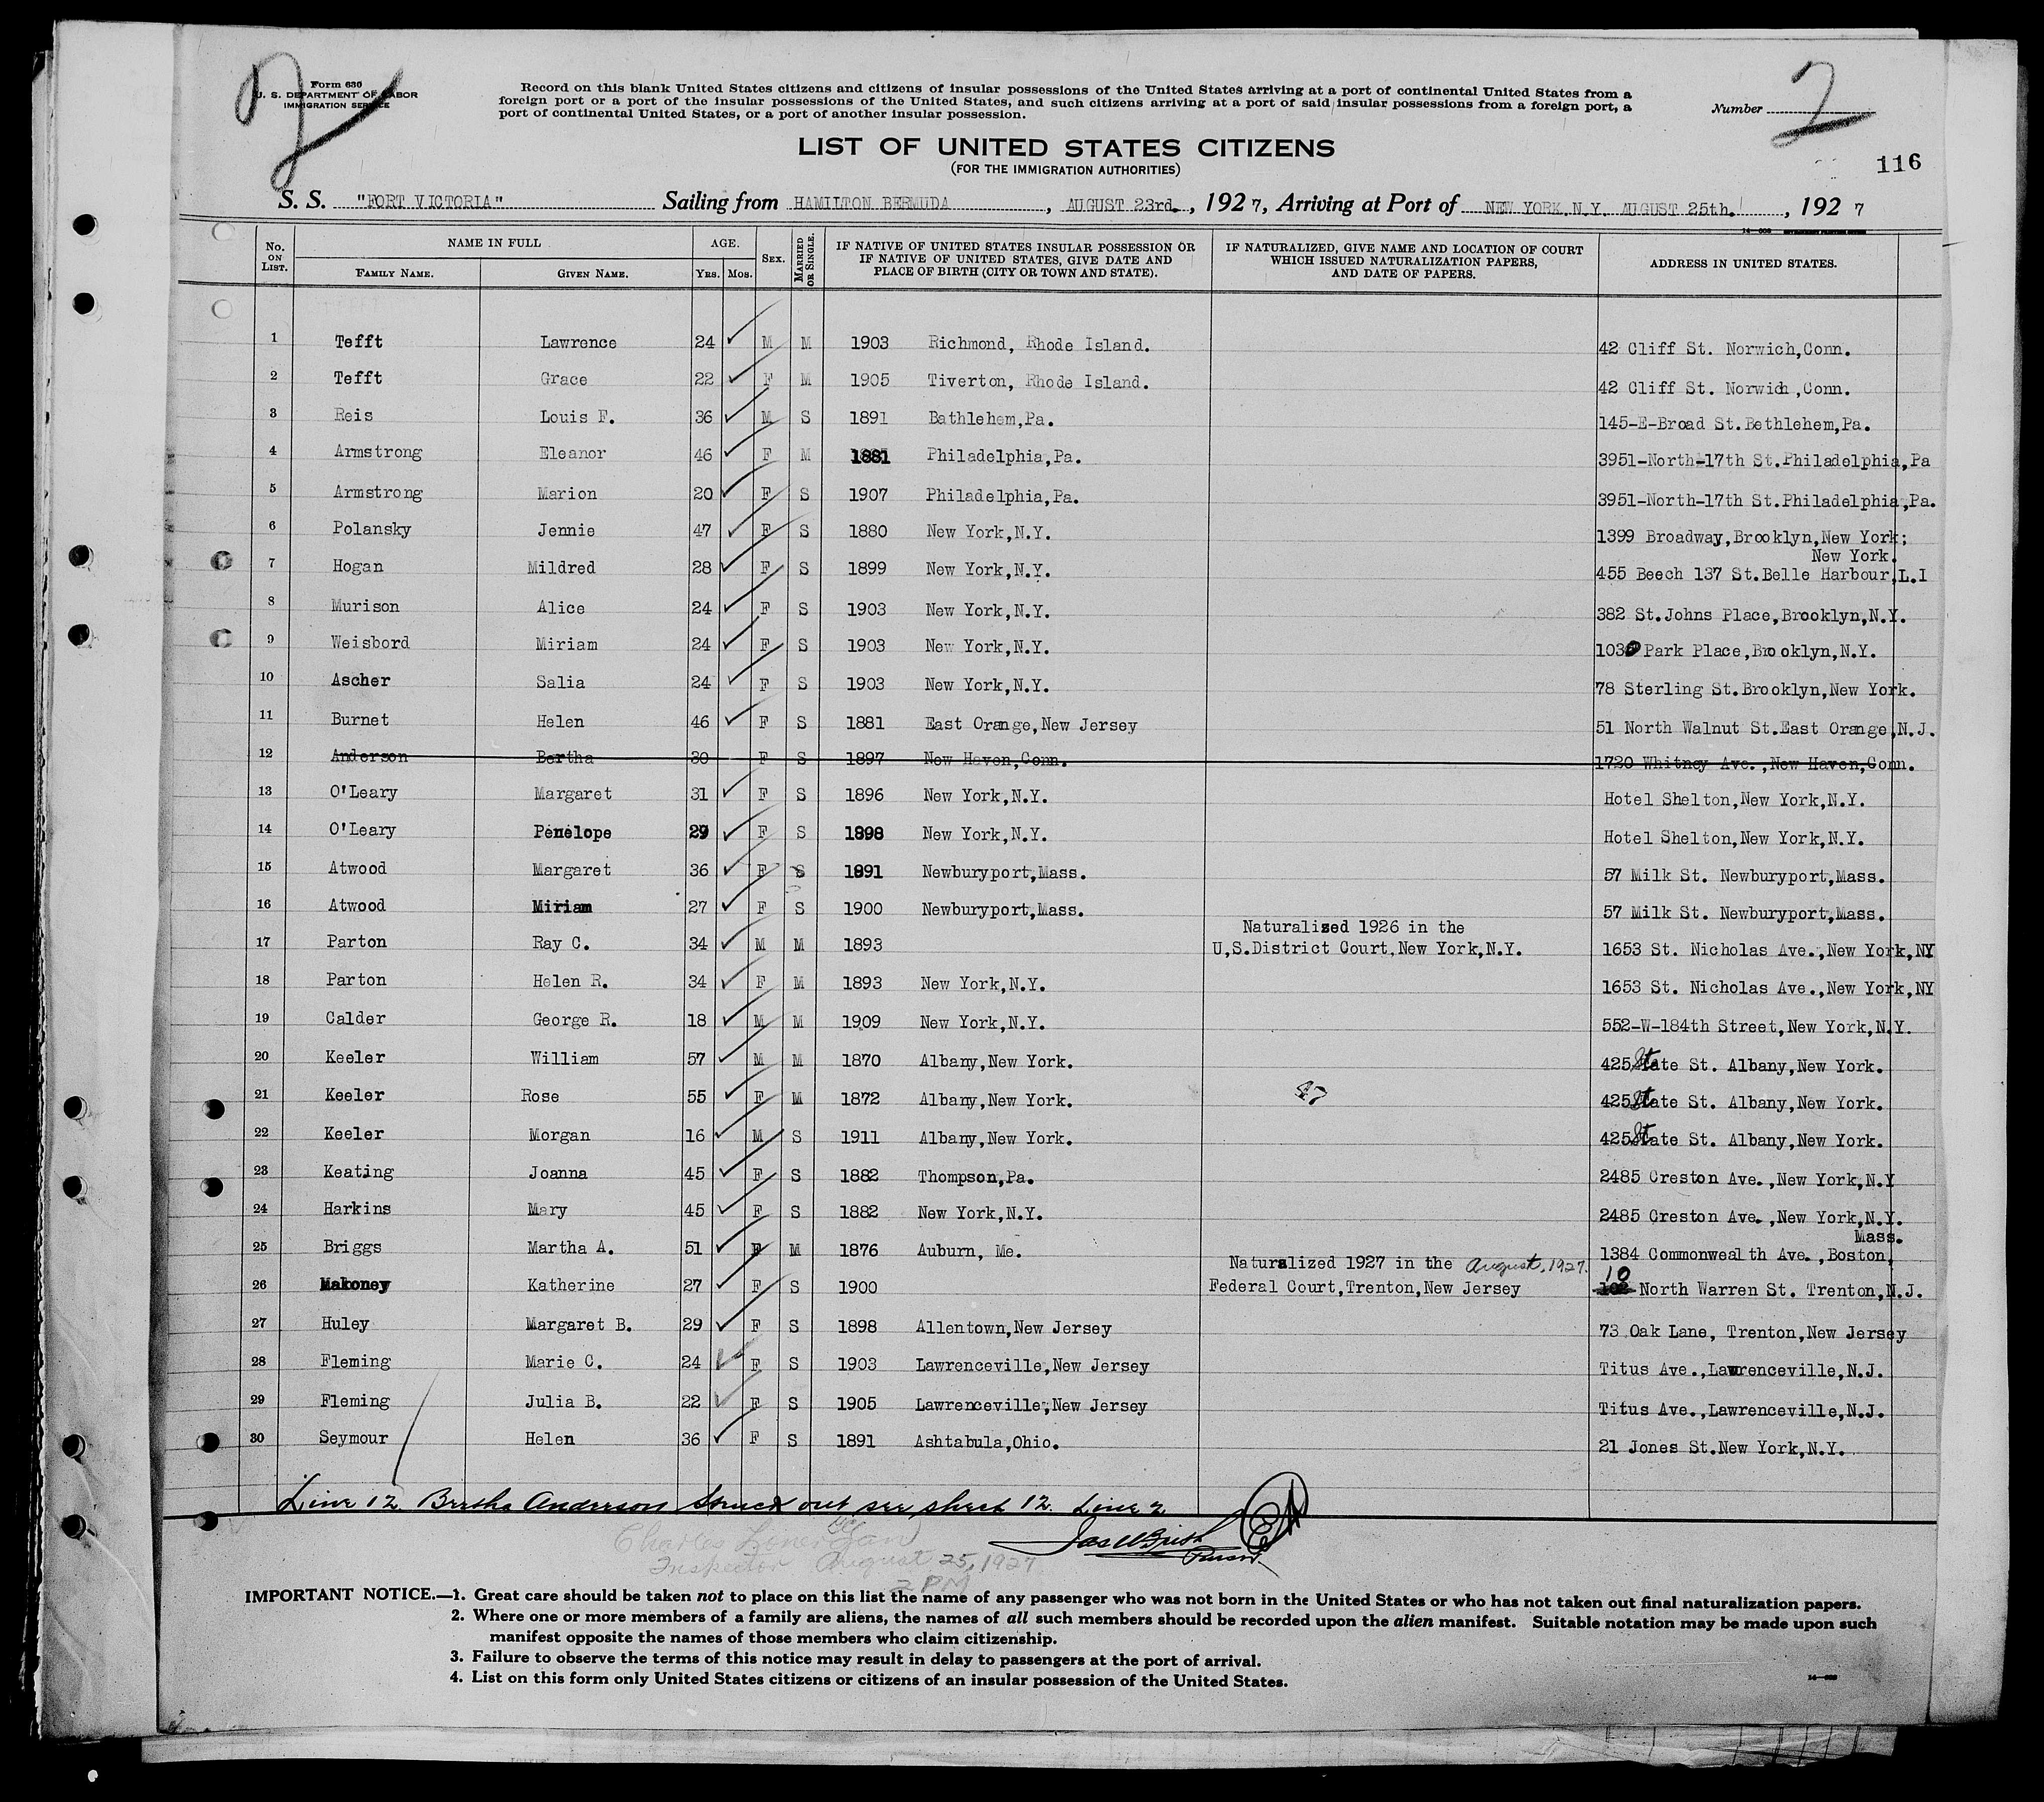 2
Form 630
U. S. DEPARTMENT OF LABOR
IMMIGRATION SERVICE
Record on this blank United States citizens and citizens of insular possessions of the United States arriving at a port of continental United States from a
foreign port or a port of the insular possessions of the United States, and such citizens arriving at a port of said insular possessions from a foreign port, a
port of continental United States, or a port of another insular possession.
Number 2
LIST OF UNITED STATES CITIZENS
(FOR THE IMMIGRATION AUTHORITIES)
116
S. S. "FORT VICTORIA" Sailing from HAMILTON BERMUDA, AUGUST 23rd., 1927, Arriving at Port of NEW YORK.N.Y. AUGUST 25th., 1927
No. ON LIST. NAME IN FULL FAMILY NAME. GIVEN NAME. AGE. YRS. MOS. SEX. MARRIED OR SINGLE. IF NATIVE OF UNITED STATES INSULAR POSSESSION OR IF NATIVE OF UNITED STATES, GIVE DATE AND PLACE OF BIRTH (CITY OR TOWN AND STATE). IF NATURALIZED, GIVE NAME AND LOCATION OF COURT WHICH ISSUED NATURALIZATION PAPERS, AND DATE OF PAPERS. ADDRESS IN UNITED STATES.
1 Tefft Lawrence 24 M M 1903 Richmond, Rhode Island. 42 Cliff St. Norwich,Conn.
2 Tefft Grace 22 F M 1905 Tiverton, Rhode Island. 42 Cliff St. Norwich ,Conn.
3 Reis Louis F. 36 M S 1891 Bathlehem,Pa. 145-E-Broad St.Bethlehem,Pa.
4 Armstrong Eleanor 46 F M 1881 Philadelphia,Pa. 3951-North-17th St.Philadelphia,Pa
5 Armstrong Marion 20 F S 1907 Philadelphia,Pa. 3951-North-17th St.Philadelphia,Pa.
6 Polansky Jennie 47 F S 1880 New York,N.Y. 1399 Broadway,Brooklyn,New York;
New York.
7 Hogan Mildred 28 F S 1899 New York,N.Y. 455 Beech 137 St.Belle Harbour,L.I
8 Murison Alice 24 F S 1903 New York,N.Y. 382 St.Johns Place,Brooklyn,N.Y.
9 Weisbord Miriam 24 F S 1903 New York,N.Y. 1030 Park Place,Brooklyn,N.Y.
10 Ascher Salia 24 F S 1903 New York,N.Y. 78 Sterling St.Brooklyn,New York.
11 Burnet Helen 46 F S 1881 East Orange,New Jersey 51 North Walnut St.East Orange,N.J.
12 Anderson Bertha 30 F S 1897 New Haven,Conn. 1720 Whitney Ave.,New Haven,Conn.
13 O'Leary Margaret 31 F S 1896 New York,N.Y. Hotel Shelton,New York,N.Y.
14 O'Leary Penelope 29 F S 1898 New York,N.Y. Hotel Shelton,New York,N.Y.
15 Atwood Margaret 36 F S 1891 Newburyport,Mass. 57 Milk St. Newburyport,Mass.
16 Atwood Miriam 27 F S 1900 Newburyport,Mass. 57 Milk St. Newburyport,Mass.
Naturalised 1926 in the
17 Parton Ray C. 34 M M 1893 U,S.District Court,New York,N.Y. 1653 St. Nicholas Ave.,New York,NY
18 Parton Helen R. 34 F M 1893 New York,N.Y. 1653 St. Nicholas Ave.,New York,NY
19 Calder George R. 18 M M 1909 New York,N.Y. 552-W-184th Street,New York,N.Y.
20 Keeler William 57 M M 1870 Albany,New York. 425 State St. Albany,New York.
21 Keeler Rose 55 F M 1872 Albany,New York. 425 State St. Albany,New York.
22 Keeler Morgan 16 M S 1911 Albany,New York. 425 State St. Albany,New York.
23 Keating Joanna 45 F S 1882 Thompson,Pa. 2485 Creston Ave.,New York,N.Y
24 Harkins Mary 45 F S 1882 New York,N.Y. 2485 Creston Ave.,New York,N.Y.
Mass.
25 Briggs Martha A. 51 F M 1876 Auburn, Me. 1384 Commonwealth Ave.,Boston,
Naturalized 1927 in the August, 1927. 10
26 Makoney Katherine 27 F S 1900 Federal Court,Trenton,New Jersey 102 North Warren St. Trenton,N.J.
27 Huley Margaret B. 29 F S 1898 Allentown,New Jersey 73 Oak Lane, Trenton,New Jersey
28 Fleming Marie C. 24 F S 1903 Lawrenceville,New Jersey Titus Ave.,Lawrenceville,N.J.
29 Fleming Julia B. 22 F S 1905 Lawrenceville,New Jersey Titus Ave.,Lawrenceville,N.J.
30 Seymour Helen 36 F S 1891 Ashtabula,Ohio. 21 Jones St.New York,N.Y.
Line 12 Bertha Anderson struck out see sheet 12. Line 2
Charles
Inspector August 25, 1927
2 PM
IMPORTANT NOTICE.—1. Great care should be taken not to place on this list the name of any passenger who was not born in the United States or who has not taken out final naturalization papers.
2. Where one or more members of a family are aliens, the names of all such members should be recorded upon the alien manifest. Suitable notation may be made upon such
manifest opposite the names of those members who claim citizenship.
3. Failure to observe the terms of this notice may result in delay to passengers at the port of arrival.
4. List on this form only United States citizens or citizens of an insular possession of the United States.